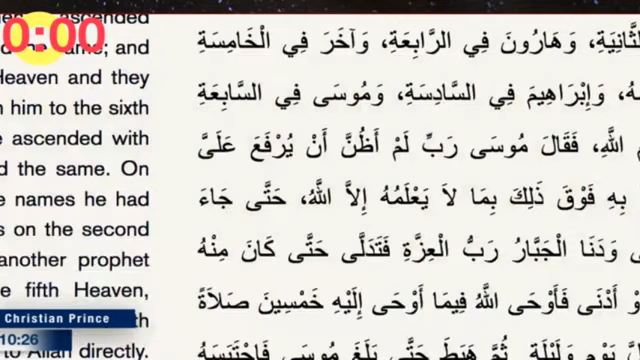 ascended
0:00
me; and
Heaven and they
him to the sixth
ascended with
d the same. On
names he had
s on the second
another prophet
e fifth Heaven,
to Allah directly.
الثَّانِيَةِ، وَهَارُونَ فِي الرَّابِعَةِ، وَآخَرَ فِي الْخَامِسَةِ
وَإِبْرَاهِيمَ فِي السَّادِسَةِ، وَمُوسَى فِي السَّابِعَةِ
اللَّهِ، فَقَالَ مُوسَى رَبِّ لَمْ أَظُنَّ أَنْ يُرْفَعَ عَلَىَّ
بِهِ فَوْقَ ذَلِكَ بِمَا لاَ يَعْلَمُهُ إِلاَّ اللَّهُ، حَتَّى جَاءَ
وَدَنَا الْجَبَّارُ رَبُّ الْعِزَّةِ فَتَدَلَّى حَتَّى كَانَ مِنْهُ
أَدْنَى فَأَوْحَى اللَّهُ فِيمَا أَوْحَى إِلَيْهِ خَمْسِينَ صَلاَةً
يَوْمٍ وَلَيْلَةٍ. ثُمَّ هَبَطَ حَتَّى بَلَغَ مُوسَى فَاحْتَبَسَهُ
Christian Prince
10:26